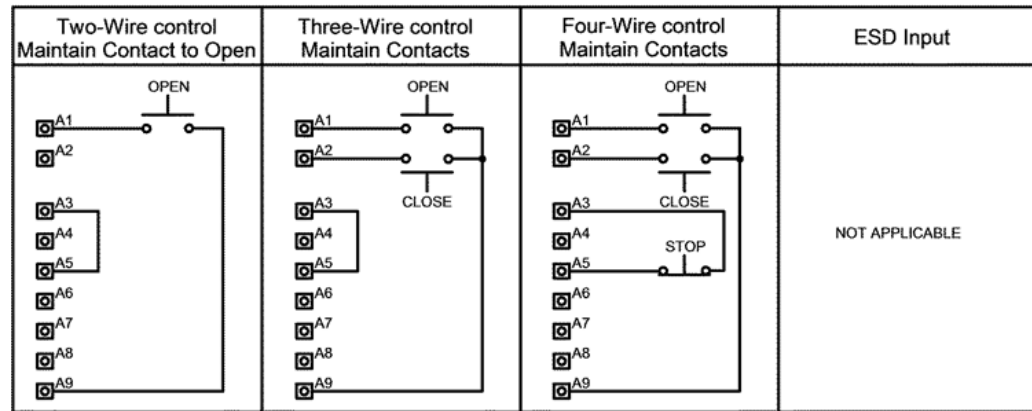 Two-Wire control
Maintain Contact to Open
Three-Wire control
Maintain Contacts
Four-Wire control
Maintain Contacts
ESD Input
OPEN
A1
A2
A3
A4
A5
A6
A7
A8
A9
OPEN
A1
A2
CLOSE
A3
A4
A5
A6
A7
A8
A9
OPEN
A1
A2
CLOSE
A3
A4
STOP
A5
A6
A7
A8
A9
NOT APPLICABLE